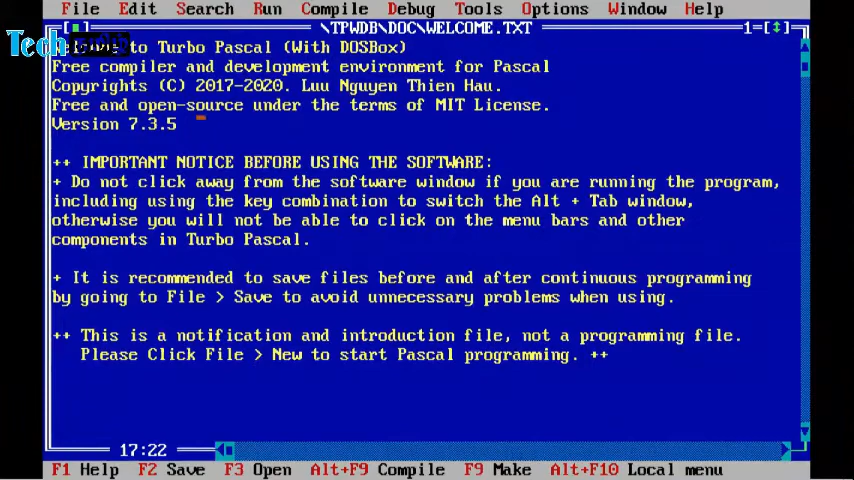 File Edit Search Run Compile Debug Tools Options Window Help
\TPWDB\DOC\WELCOME.TXT 1=[↕]
Tech
to Turbo Pascal (With DOSBox)
Free compiler and development environment for Pascal
Copyrights (C) 2017-2020. Luu Nguyen Thien Hau.
Free and open-source under the terms of MIT License.
Version 7.3.5
++ IMPORTANT NOTICE BEFORE USING THE SOFTWARE:
+ Do not click away from the software window if you are running the program,
including using the key combination to switch the Alt + Tab window,
otherwise you will not be able to click on the menu bars and other
components in Turbo Pascal.
+ It is recommended to save files before and after continuous programming
by going to File > Save to avoid unnecessary problems when using.
++ This is a notification and introduction file, not a programming file.
Please Click File > New to start Pascal programming. ++
17:22
F1 Help F2 Save F3 Open Alt+F9 Compile F9 Make Alt+F10 Local menu